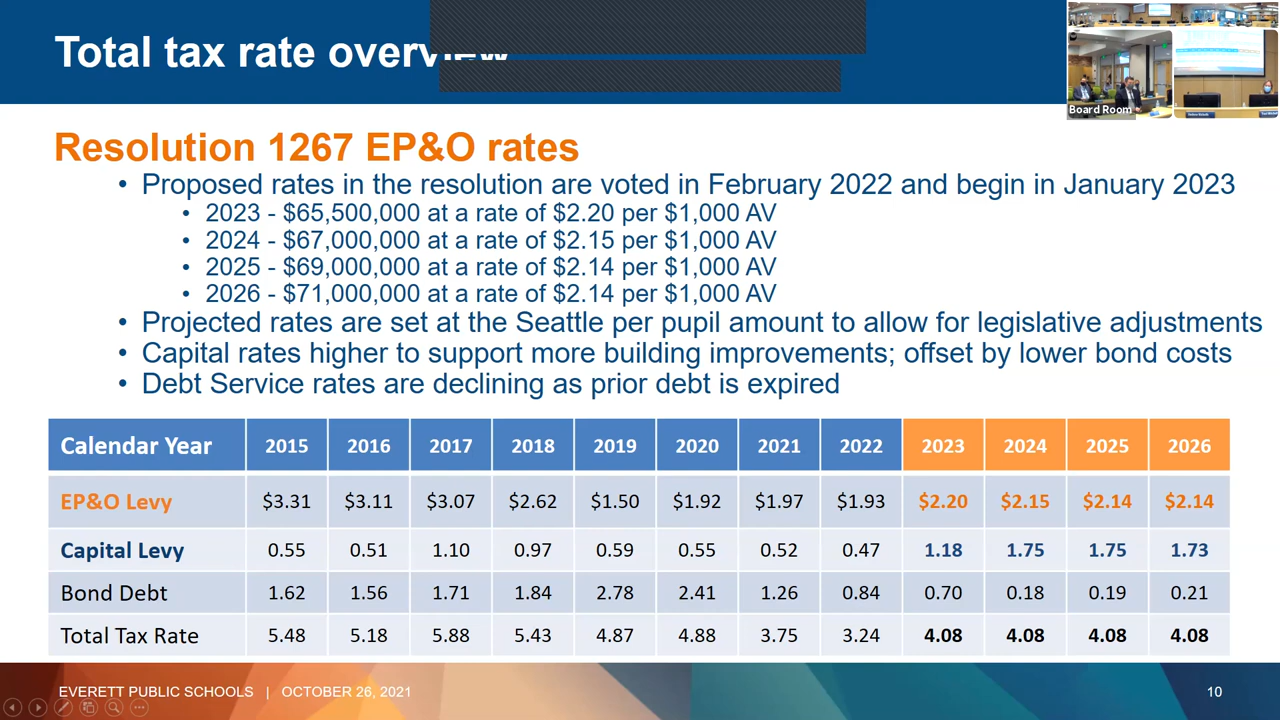 Total tax rate overview
Board Room
Resolution 1267 EP&O rates
• Proposed rates in the resolution are voted in February 2022 and begin in January 2023
• 2023 - $65,500,000 at a rate of $2.20 per $1,000 AV
• 2024 - $67,000,000 at a rate of $2.15 per $1,000 AV
• 2025 - $69,000,000 at a rate of $2.14 per $1,000 AV
• 2026 - $71,000,000 at a rate of $2.14 per $1,000 AV
• Projected rates are set at the Seattle per pupil amount to allow for legislative adjustments
• Capital rates higher to support more building improvements; offset by lower bond costs
• Debt Service rates are declining as prior debt is expired
Calendar Year 2015 2016 2017 2018 2019 2020 2021 2022 2023 2024 2025 2026
EP&O Levy $3.31 $3.11 $3.07 $2.62 $1.50 $1.92 $1.97 $1.93 $2.20 $2.15 $2.14 $2.14
Capital Levy 0.55 0.51 1.10 0.97 0.59 0.55 0.52 0.47 1.18 1.75 1.75 1.73
Bond Debt 1.62 1.56 1.71 1.84 2.78 2.41 1.26 0.84 0.70 0.18 0.19 0.21
Total Tax Rate 5.48 5.18 5.88 5.43 4.87 4.88 3.75 3.24 4.08 4.08 4.08 4.08
EVERETT PUBLIC SCHOOLS | OCTOBER 26, 2021 10